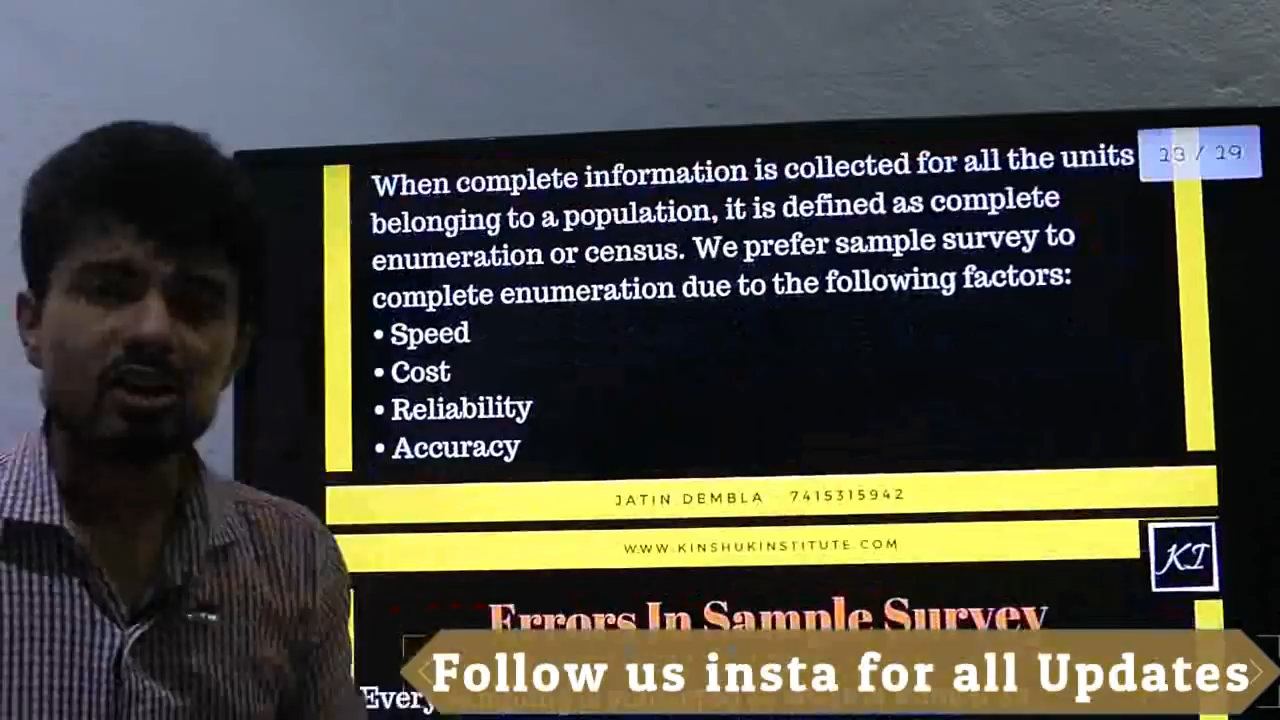 When complete information is collected for all the units
23 / 29
belonging to a population, it is defined as complete
enumeration or census. We prefer sample survey to
complete enumeration due to the following factors:
• Speed
• Cost
• Reliability
• Accuracy
JATIN DEMBLA - 7415315942
WWW.KINSHUKINSTITUTE.COM
KI
Errors In Sample Survey
Follow us insta for all Updates
Every